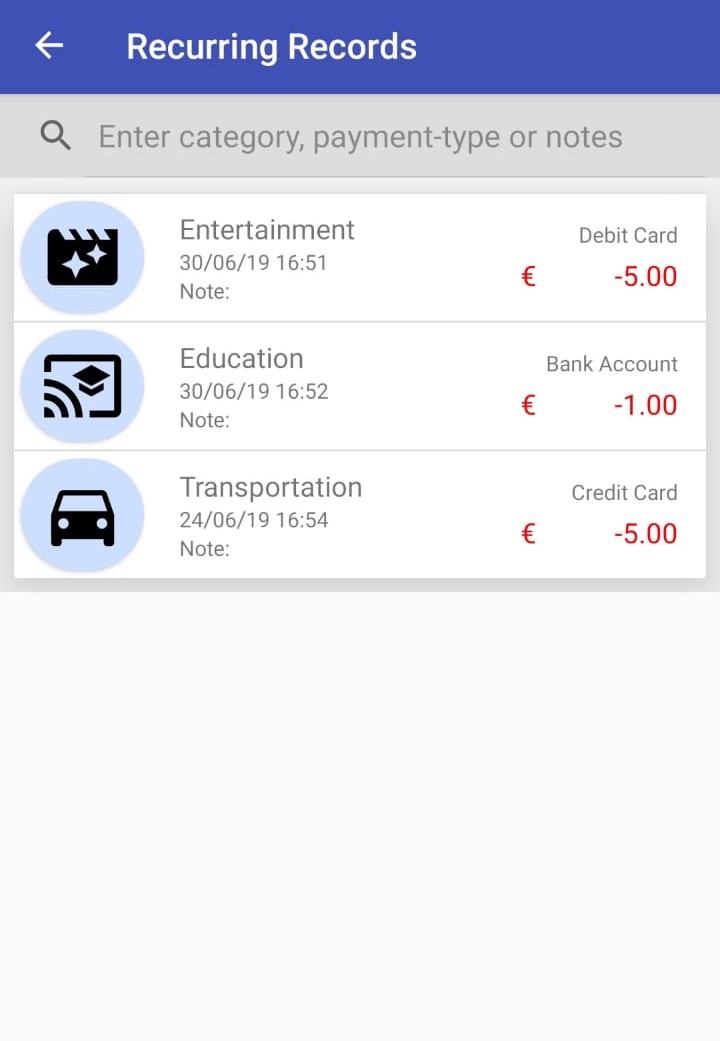 Recurring Records
Enter category, payment-type or notes
Entertainment
Debit Card
30/06/19 16:51
€ -5.00
Note:
Education
Bank Account
30/06/19 16:52
€ -1.00
Note:
Transportation
Credit Card
24/06/19 16:54
€ -5.00
Note: